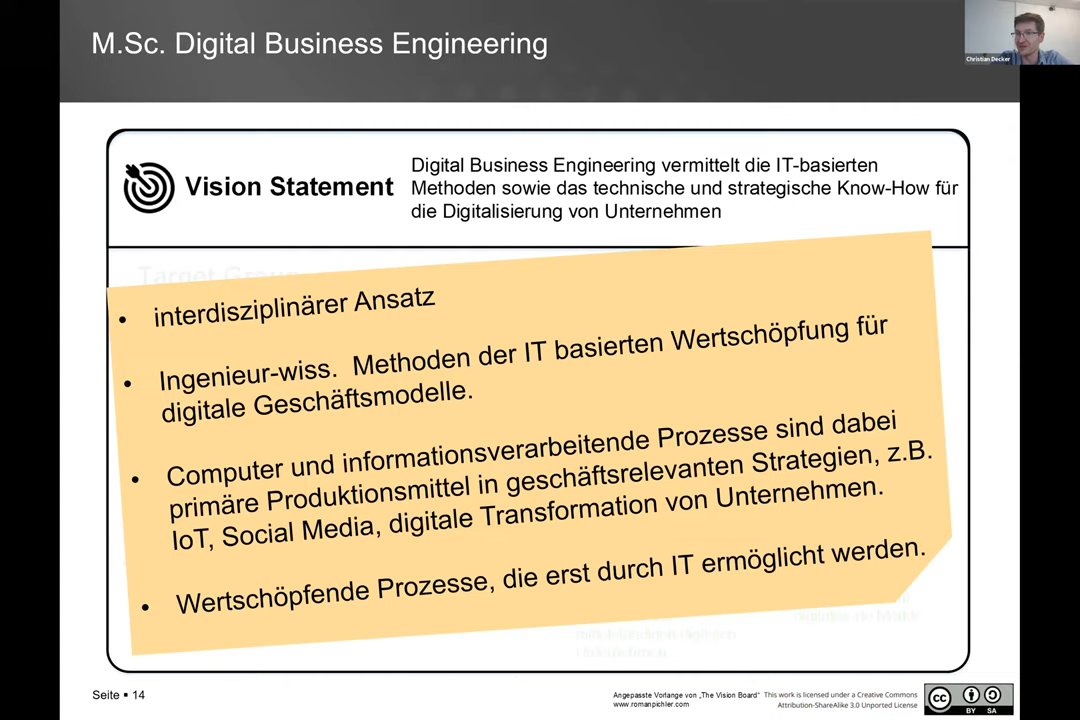 M.Sc. Digital Business Engineering
Christian Decker
Vision Statement
Digital Business Engineering vermittelt die IT-basierten
Methoden sowie das technische und strategische Know-How für
die Digitalisierung von Unternehmen
Target Group
• interdisziplinärer Ansatz
• Ingenieur-wiss. Methoden der IT basierten Wertschöpfung für
digitale Geschäftsmodelle.
• Computer und informationsverarbeitende Prozesse sind dabei
primäre Produktionsmittel in geschäftsrelevanten Strategien, z.B.
IoT, Social Media, digitale Transformation von Unternehmen.
• Wertschöpfende Prozesse, die erst durch IT ermöglicht werden.
Seite ▪ 14
Angepasste Vorlage von „The Vision Board“
www.romanpichler.com
This work is licensed under a Creative Commons
Attribution-ShareAlike 3.0 Unported License
cc
BY SA